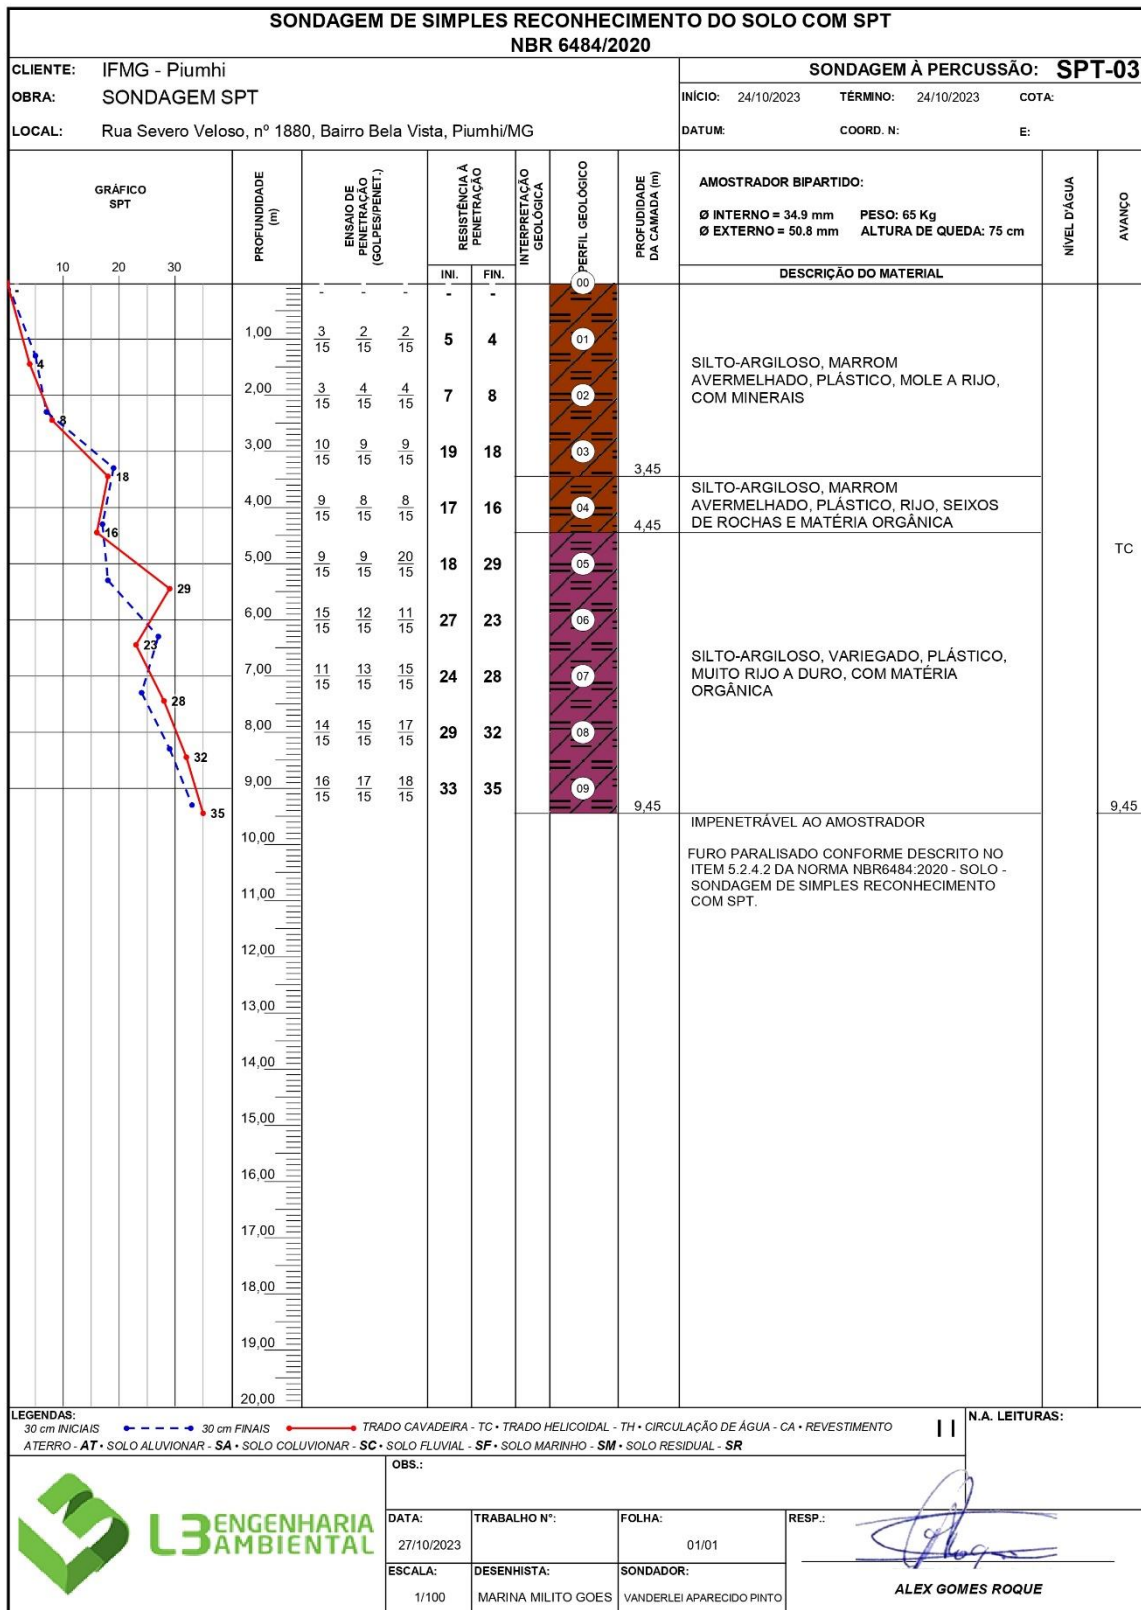 SONDAGEM DE SIMPLES RECONHECIMENTO DO SOLO COM SPT
NBR 6484/2020
CLIENTE: IFMG - Piumhi
OBRA: SONDAGEM SPT
LOCAL: Rua Severo Veloso, nº 1880, Bairro Bela Vista, Piumhi/MG
SONDAGEM À PERCUSSÃO: SPT-03
INÍCIO: 24/10/2023 TÉRMINO: 24/10/2023 COTA:
DATUM: COORD. N: E:
GRÁFICO
SPT
10 20 30
PROFUNDIDADE
(m)
ENSAIO DE
PENETRAÇÃO
(GOLPES/PENET.)
RESISTÊNCIA À
PENETRAÇÃO
INI. FIN.
INTERPRETAÇÃO
GEOLÓGICA
PERFIL GEOLÓGICO
PROFUDIDADE
DA CAMADA (m)
AMOSTRADOR BIPARTIDO:
Ø INTERNO = 34.9 mm PESO: 65 Kg
Ø EXTERNO = 50.8 mm ALTURA DE QUEDA: 75 cm
DESCRIÇÃO DO MATERIAL
NÍVEL D'ÁGUA
AVANÇO
- - - - - - 00
1,00 3/15 2/15 2/15 5 4 01
2,00 3/15 4/15 4/15 7 8 02
3,00 10/15 9/15 9/15 19 18 03
4,00 9/15 8/15 8/15 17 16 04
5,00 9/15 9/15 20/15 18 29 05
6,00 15/15 12/15 11/15 27 23 06
7,00 11/15 13/15 15/15 24 28 07
8,00 14/15 15/15 17/15 29 32 08
9,00 16/15 17/15 18/15 33 35 09
10,00
11,00
12,00
13,00
14,00
15,00
16,00
17,00
18,00
19,00
20,00
4
8
18
16
29
23
28
32
35
3,45
4,45
9,45
SILTO-ARGILOSO, MARROM
AVERMELHADO, PLÁSTICO, MOLE A RIJO,
COM MINERAIS
SILTO-ARGILOSO, MARROM
AVERMELHADO, PLÁSTICO, RIJO, SEIXOS
DE ROCHAS E MATÉRIA ORGÂNICA
SILTO-ARGILOSO, VARIEGADO, PLÁSTICO,
MUITO RIJO A DURO, COM MATÉRIA
ORGÂNICA
IMPENETRÁVEL AO AMOSTRADOR
FURO PARALISADO CONFORME DESCRITO NO
ITEM 5.2.4.2 DA NORMA NBR6484:2020 - SOLO -
SONDAGEM DE SIMPLES RECONHECIMENTO
COM SPT.
TC
9,45
LEGENDAS:
30 cm INICIAIS 30 cm FINAIS TRADO CAVADEIRA - TC • TRADO HELICOIDAL - TH • CIRCULAÇÃO DE ÁGUA - CA • REVESTIMENTO
ATERRO - AT • SOLO ALUVIONAR - SA • SOLO COLUVIONAR - SC • SOLO FLUVIAL - SF • SOLO MARINHO - SM • SOLO RESIDUAL - SR
N.A. LEITURAS:
L3 ENGENHARIA
AMBIENTAL
OBS.:
DATA: TRABALHO Nº: FOLHA: RESP.:
27/10/2023 01/01
ESCALA: DESENHISTA: SONDADOR:
1/100 MARINA MILITO GOES VANDERLEI APARECIDO PINTO
ALEX GOMES ROQUE